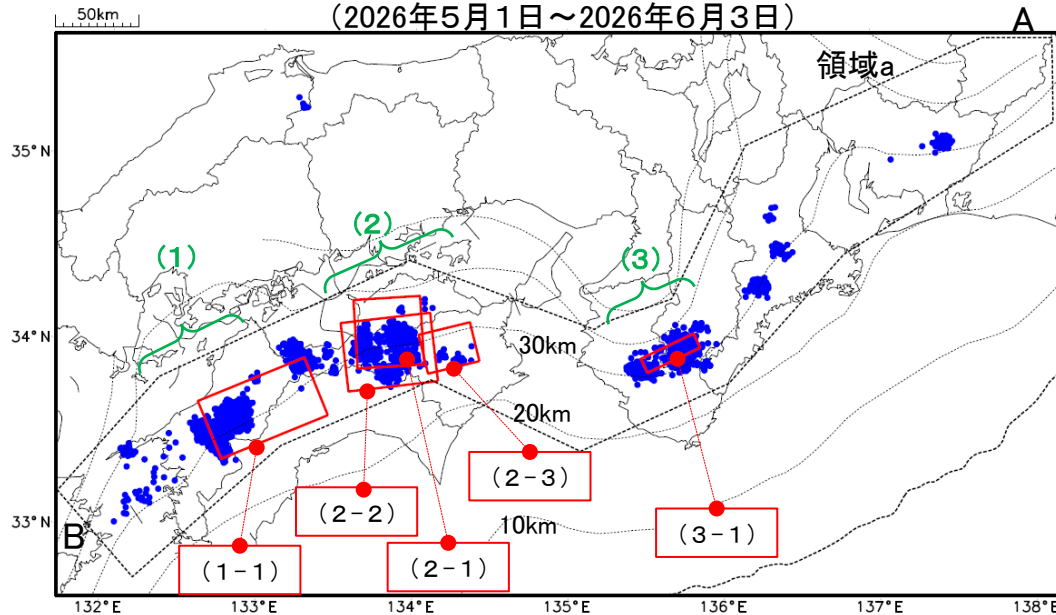 50km
（2026年５月１日～2026年６月３日）
A
領域a
35°N
(2)
(1)
(3)
34°N
30km
20km
(2－3)
33°N
B
(2－2)
10km
(3－1)
(1－1)
(2－1)
132°E 133°E 134°E 135°E 136°E 137°E 138°E